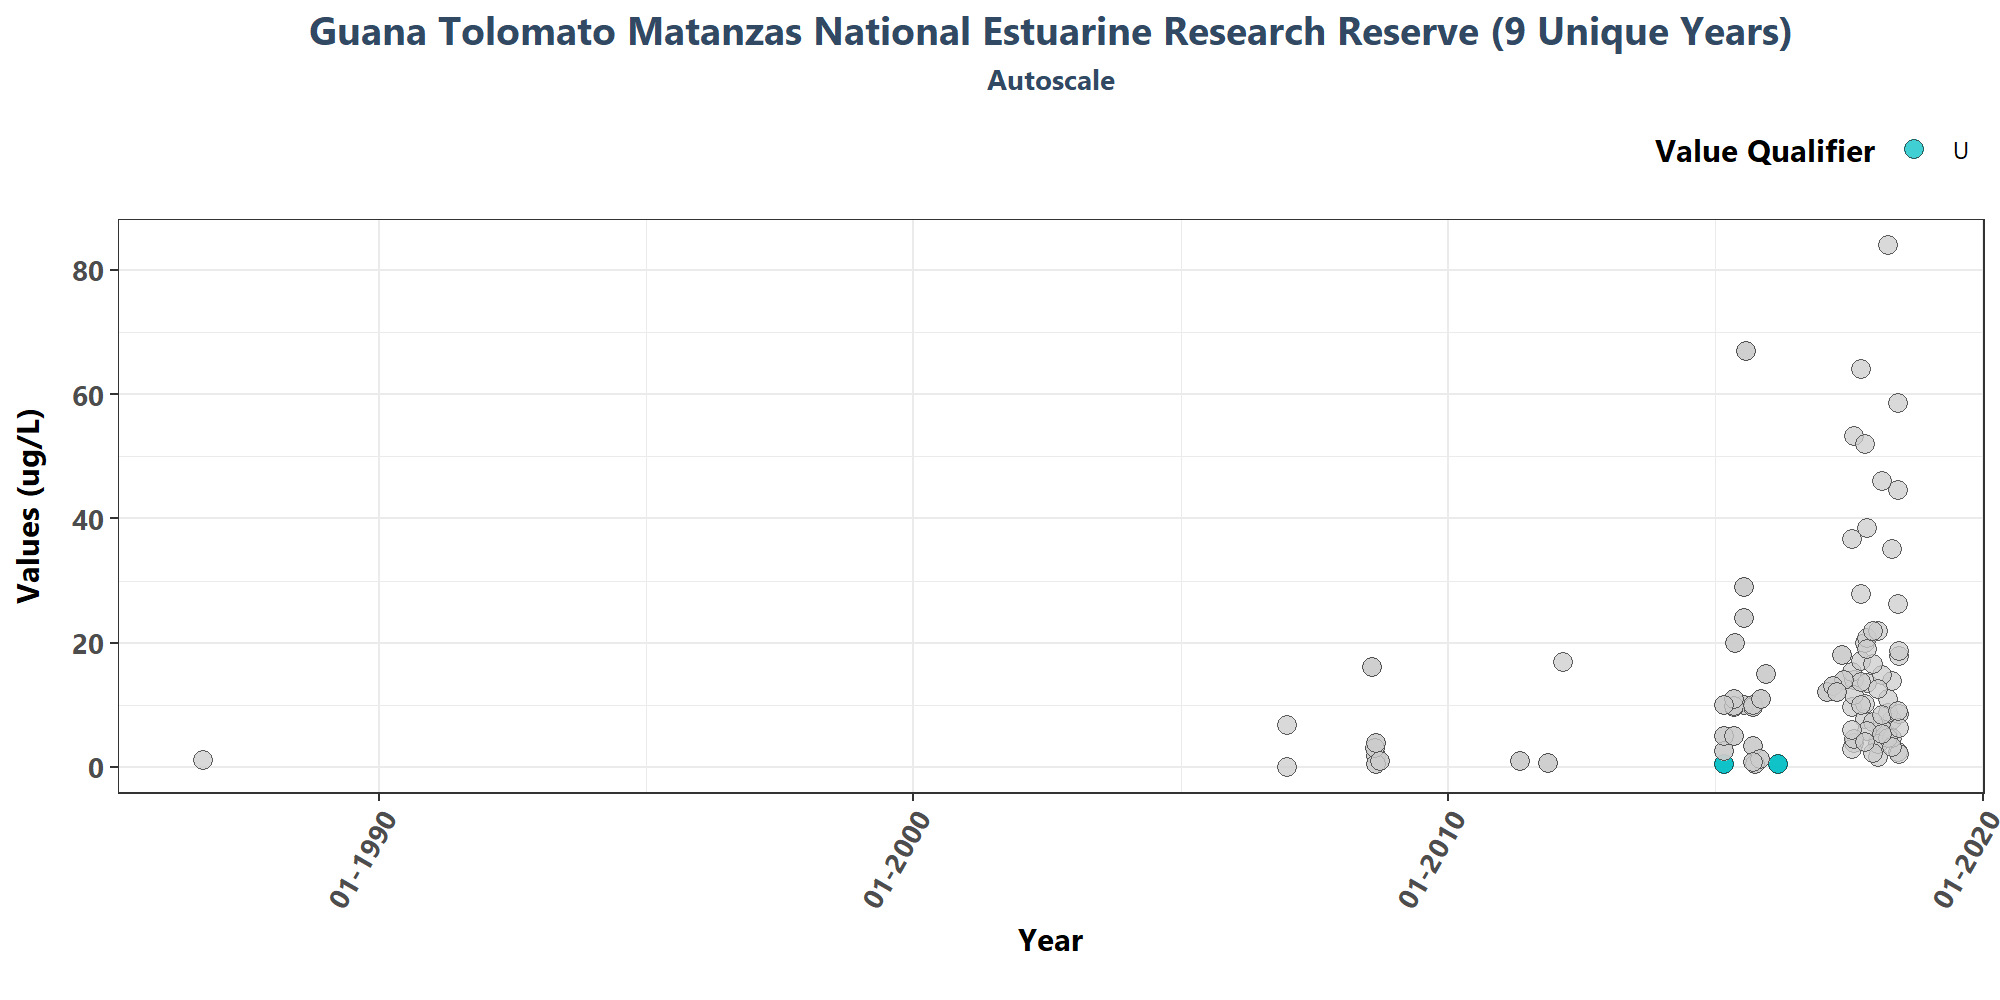 Guana Tolomato Matanzas National Estuarine Research Reserve (9 Unique Years)
Autoscale
Value Qualifier U
Values (ug/L)
80
60
40
20
0
01-1990
01-2000
01-2010
01-2020
Year